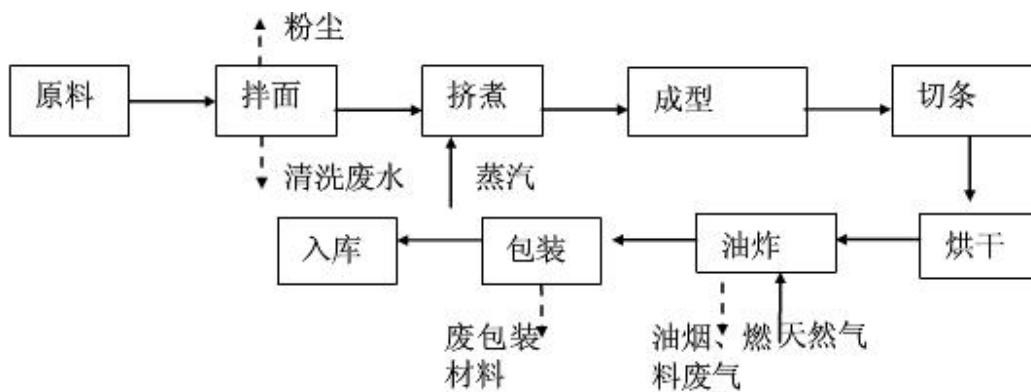 粉尘
原料
拌面
挤煮
成型
切条
清洗废水
蒸汽
入库
包装
油炸
烘干
废包装
材料
油烟、燃
料废气
天然气